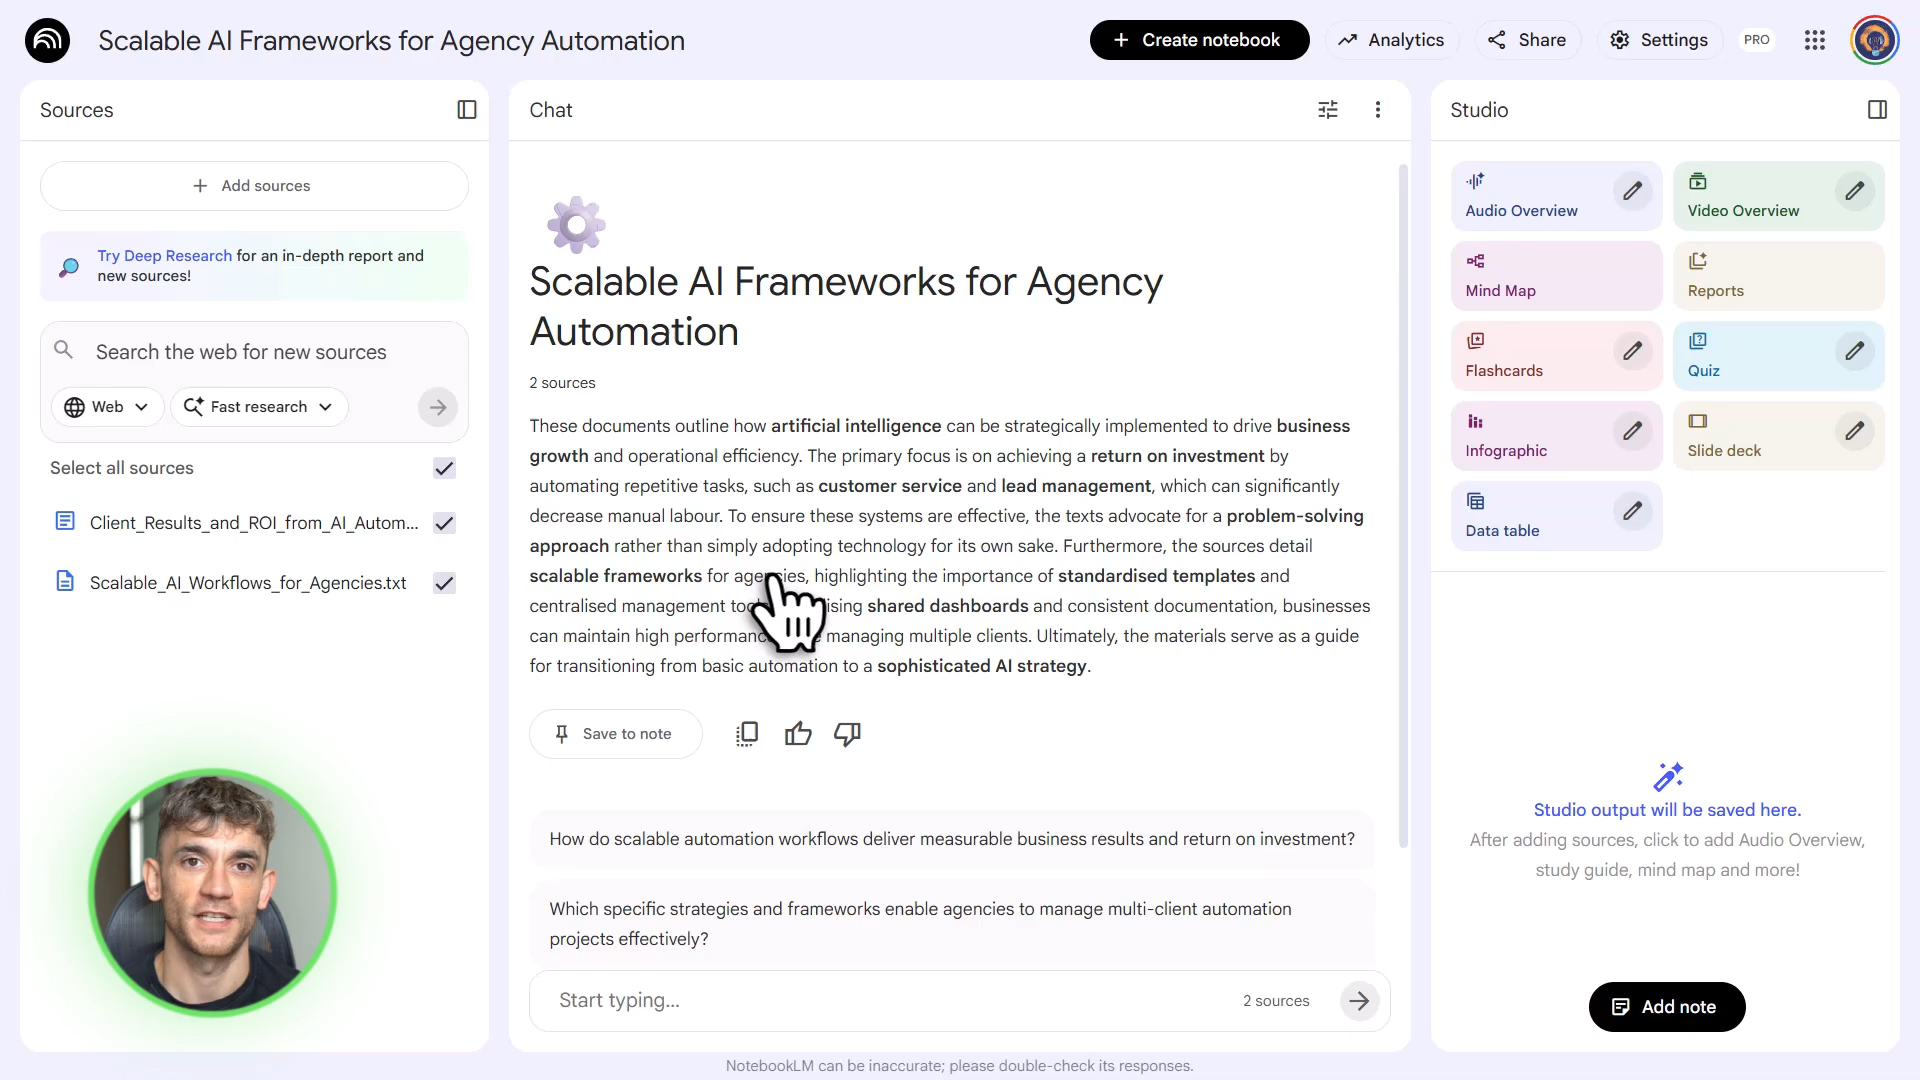 Scalable AI Frameworks for Agency Automation
Create notebook
Analytics
Share
Settings
PRO
Sources
Add sources
Try Deep Research for an in-depth report and
new sources!
Search the web for new sources
Web
Fast research
Select all sources
Client_Results_and_ROI_from_AI_Autom...
Scalable_AI_Workflows_for_Agencies.txt
Chat
Scalable AI Frameworks for Agency
Automation
2 sources
These documents outline how artificial intelligence can be strategically implemented to drive business
growth and operational efficiency. The primary focus is on achieving a return on investment by
automating repetitive tasks, such as customer service and lead management, which can significantly
decrease manual labour. To ensure these systems are effective, the texts advocate for a problem-solving
approach rather than simply adopting technology for its own sake. Furthermore, the sources detail
scalable frameworks for agencies, highlighting the importance of standardised templates and
centralised management shared dashboards and consistent documentation, businesses
can maintain high managing multiple clients. Ultimately, the materials serve as a guide
for transitioning from basic automation to a sophisticated AI strategy.
Save to note
How do scalable automation workflows deliver measurable business results and return on investment?
Which specific strategies and frameworks enable agencies to manage multi-client automation
projects effectively?
Start typing...
2 sources
Studio
Audio Overview
Video Overview
Mind Map
Reports
Flashcards
Quiz
Infographic
Slide deck
Data table
Studio output will be saved here.
After adding sources, click to add Audio Overview,
study guide, mind map and more!
Add note
NotebookLM can be inaccurate; please double-check its responses.